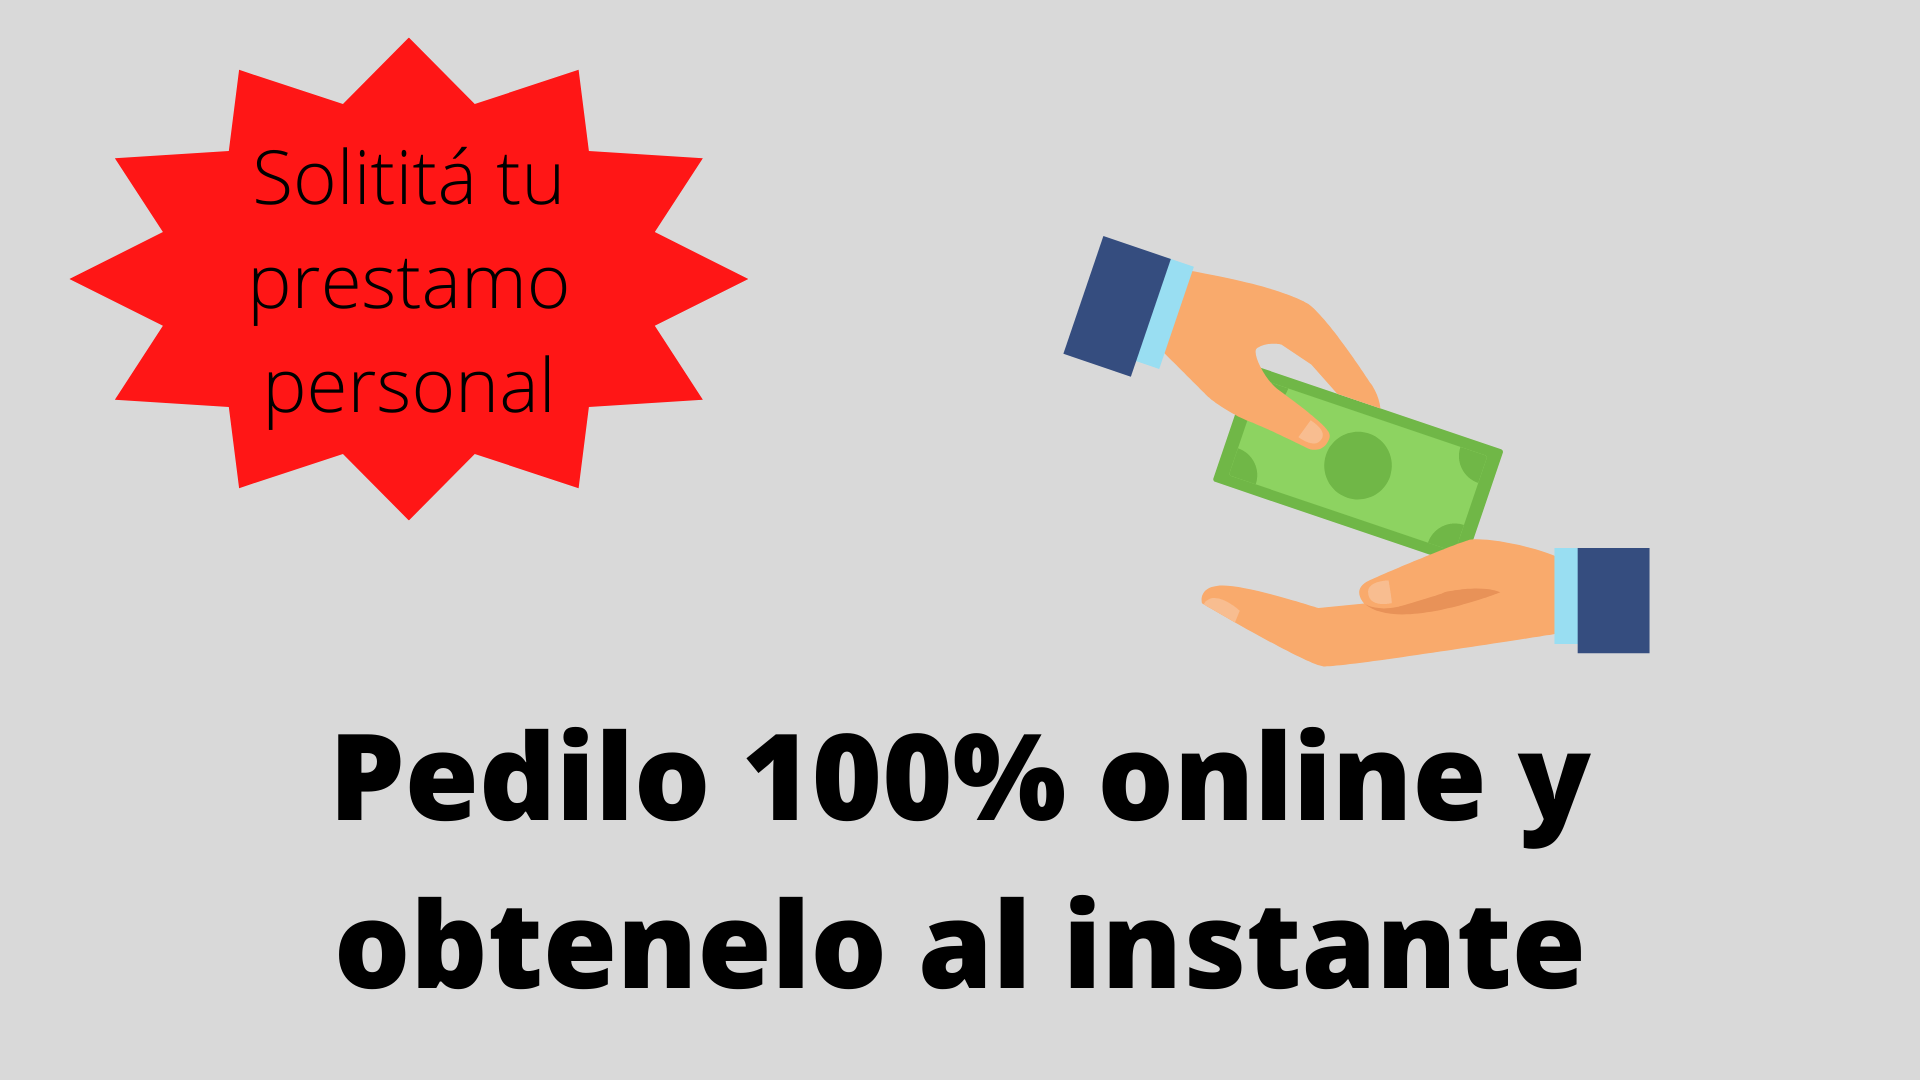 Solititá tu
prestamo
personal
Pedilo 100% online y
obtenelo al instante